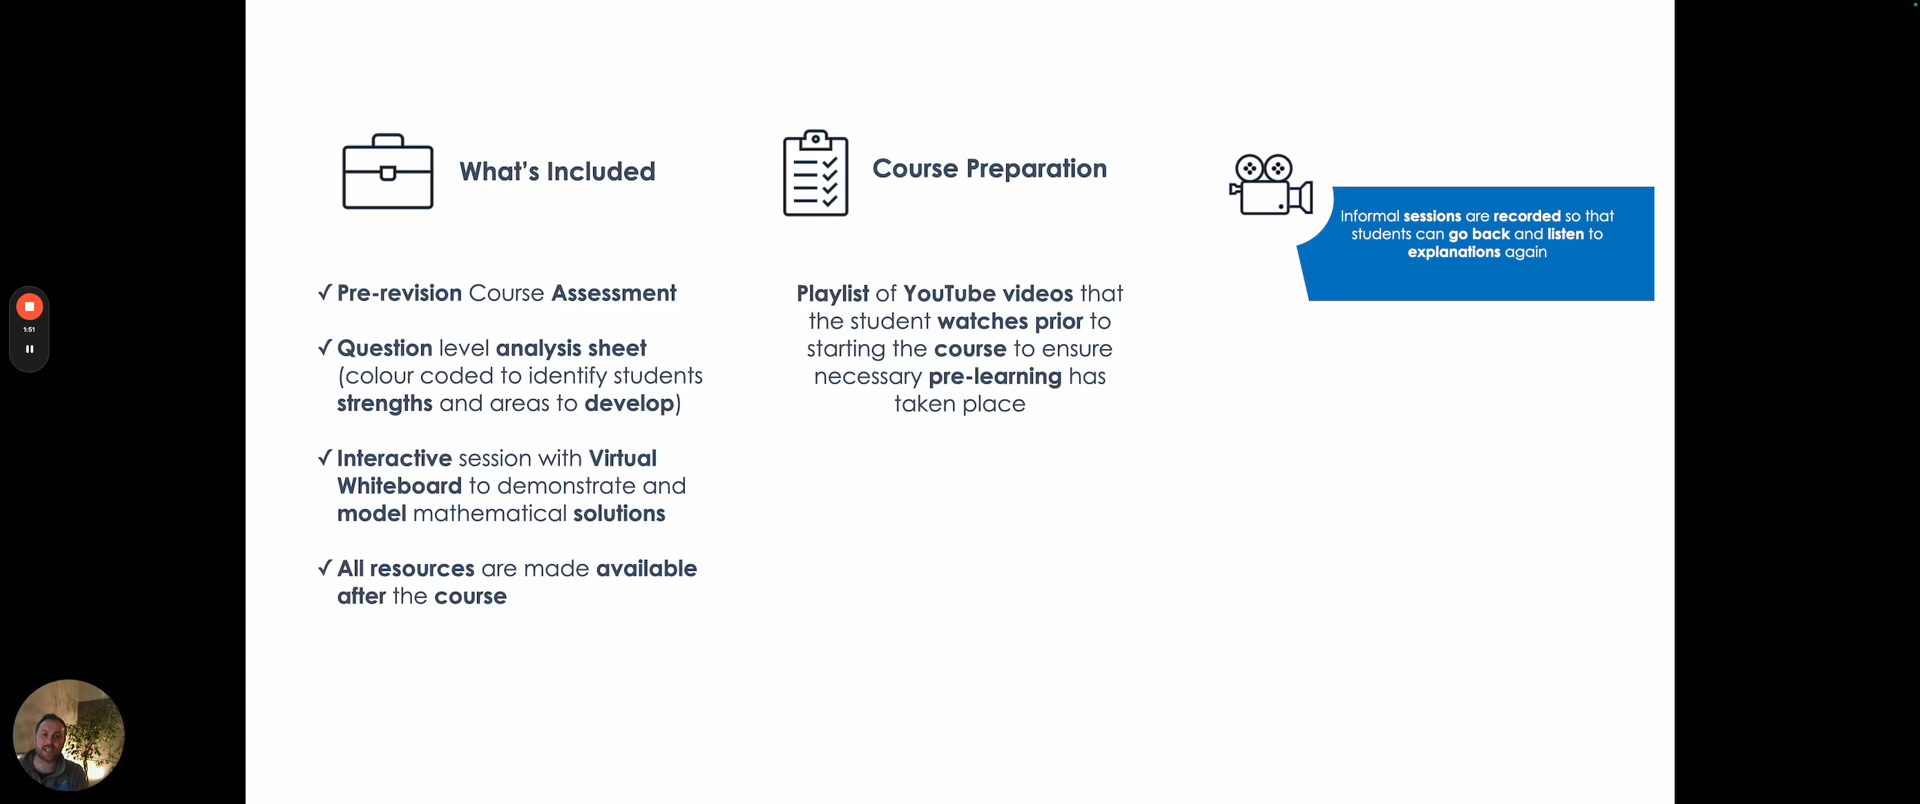 What's Included
✓ Pre-revision Course Assessment
✓ Question level analysis sheet
(colour coded to identify students
strengths and areas to develop)
✓ Interactive session with Virtual
Whiteboard to demonstrate and
model mathematical solutions
✓ All resources are made available
after the course
Course Preparation
Playlist of YouTube videos that
the student watches prior to
starting the course to ensure
necessary pre-learning has
taken place
Informal sessions are recorded so that
students can go back and listen to
explanations again
1:51